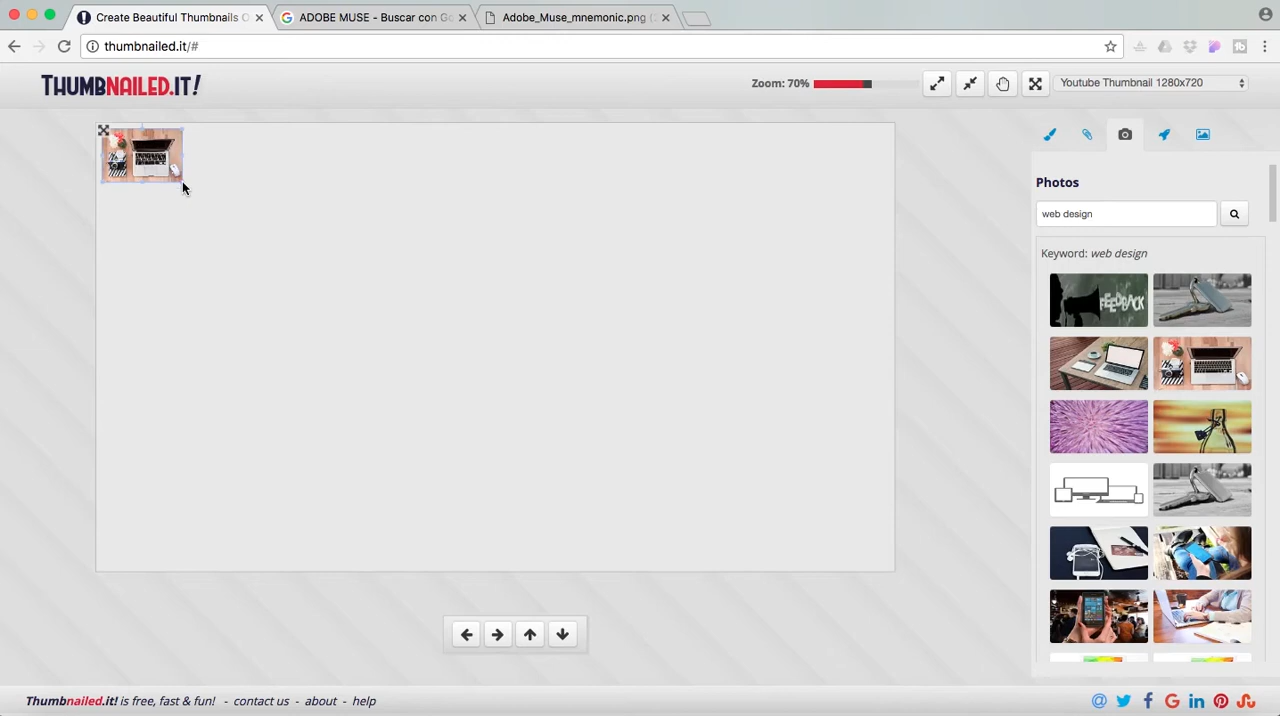 Create Beautiful Thumbnails O
ADOBE MUSE - Buscar con Go
Adobe_Muse_mnemonic.png (
thumbnailed.it/#
THUMBNAILED.IT!
Zoom: 70%
Youtube Thumbnail 1280x720
Photos
web design
Keyword: web design
FEEDBACK
Thumbnailed.it! is free, fast & fun! - contact us - about - help